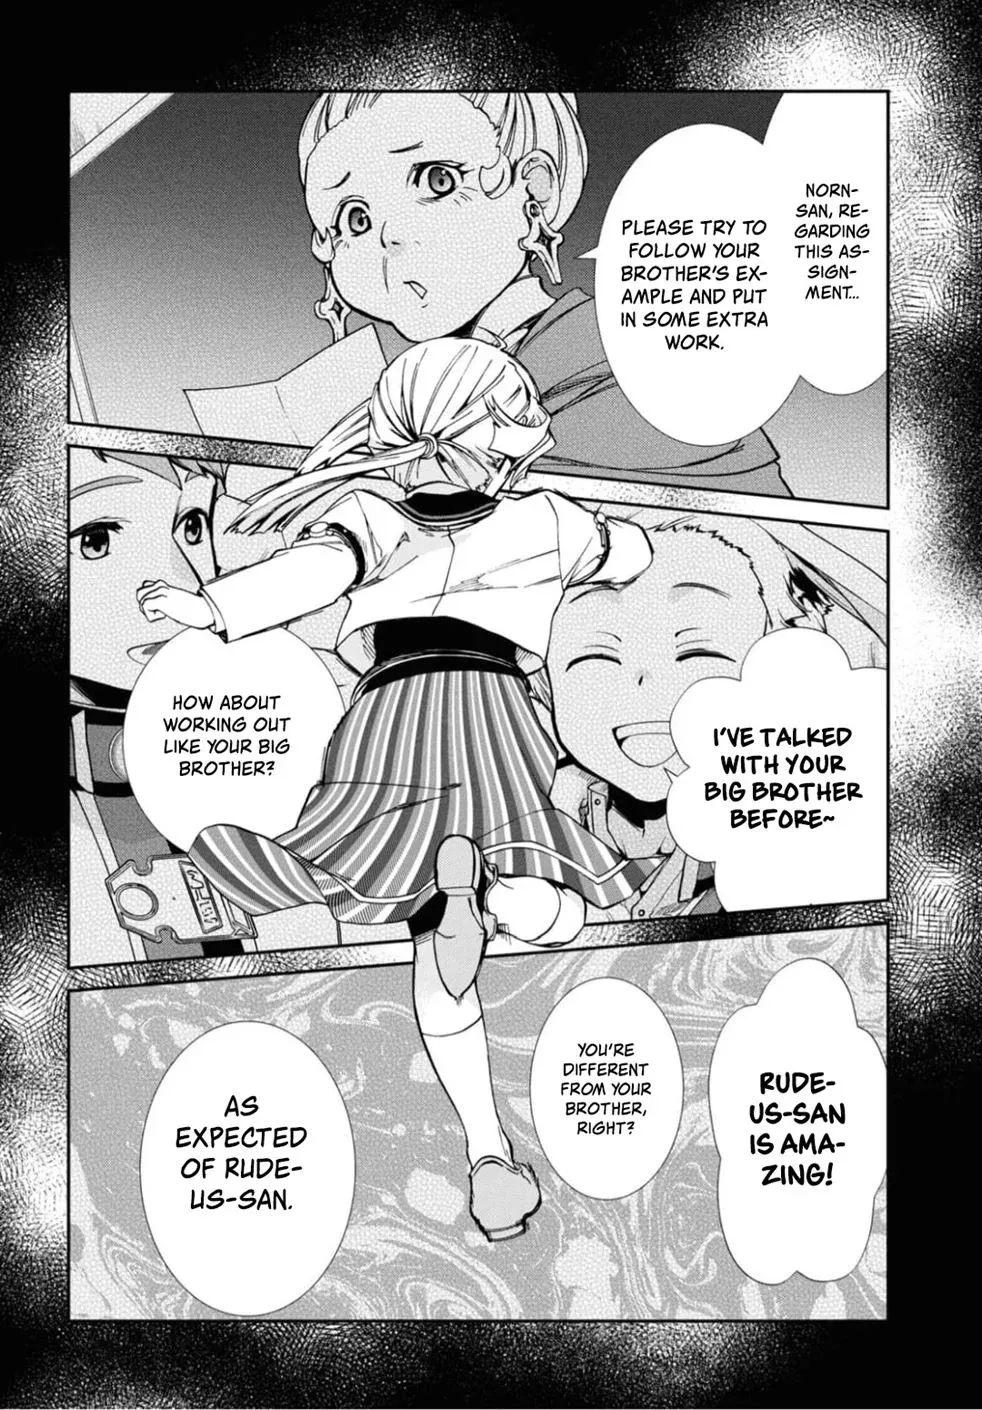 NORN-
SAN, RE-
GARDING
THIS AS-
SIGN-
MENT...
PLEASE TRY TO
FOLLOW YOUR
BROTHER'S EX-
AMPLE AND PUT
IN SOME EXTRA
WORK.
I'VE TALKED
WITH YOUR
BIG BROTHER
BEFORE~
HOW ABOUT
WORKING OUT
LIKE YOUR BIG
BROTHER?
RUDE-
US-SAN
IS AMA-
ZING!
YOU'RE
DIFFERENT
FROM YOUR
BROTHER,
RIGHT?
AS
EXPECTED
OF RUDE-
US-SAN.